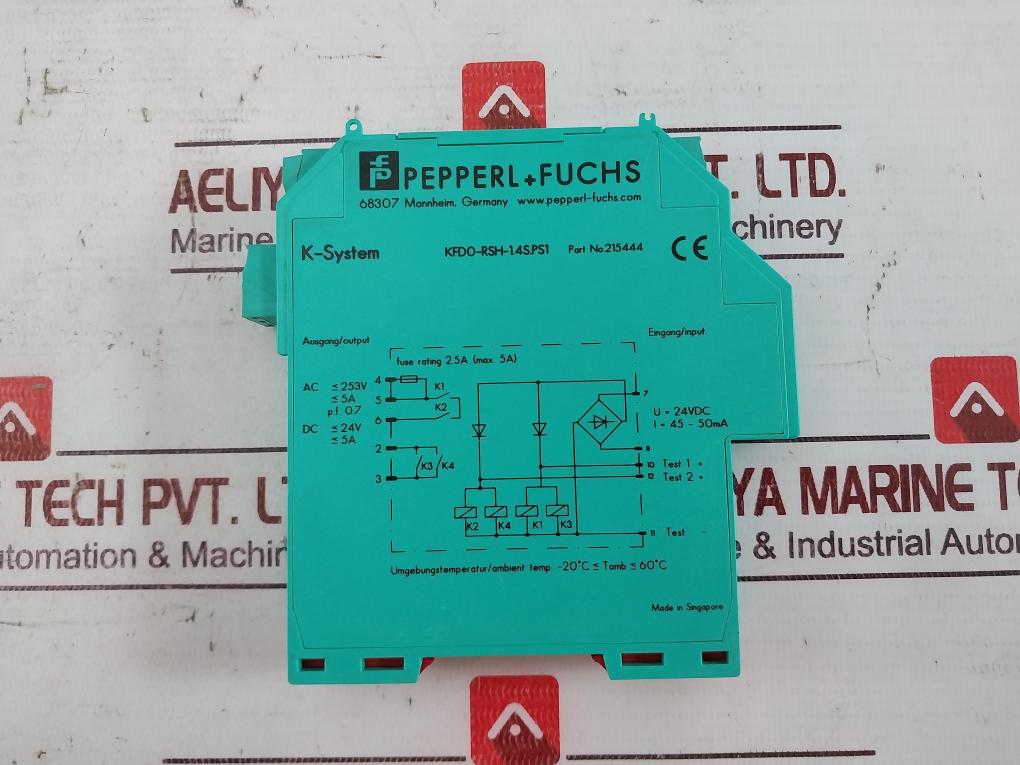 AELIY T. LTD.
Marine chinery
PEPPERL+FUCHS
68307 Mannheim, Germany www.pepperl-fuchs.com
K-System KFD0-RSH-1.4S.PS1 Part No.215444 CE
Ausgang/output
Eingang/input
fuse rating 2.5A (max. 5A)
AC ≤ 253V
≤ 5A
p.f. 0.7
DC ≤ 24V
≤ 5A
4
5
6
2
3
K1
K2
K3 K4
7
U = 24VDC
I = 45 - 50mA
8
10 Test 1 +
12 Test 2 +
K2 K4 K1 K3
11 Test -
Umgebungstemperatur/ambient temp -20°C ≤ Tamb ≤ 60°C
Made in Singapore
TECH PVT. L
utomation & Machin
YA MARINE T
& Industrial Autom